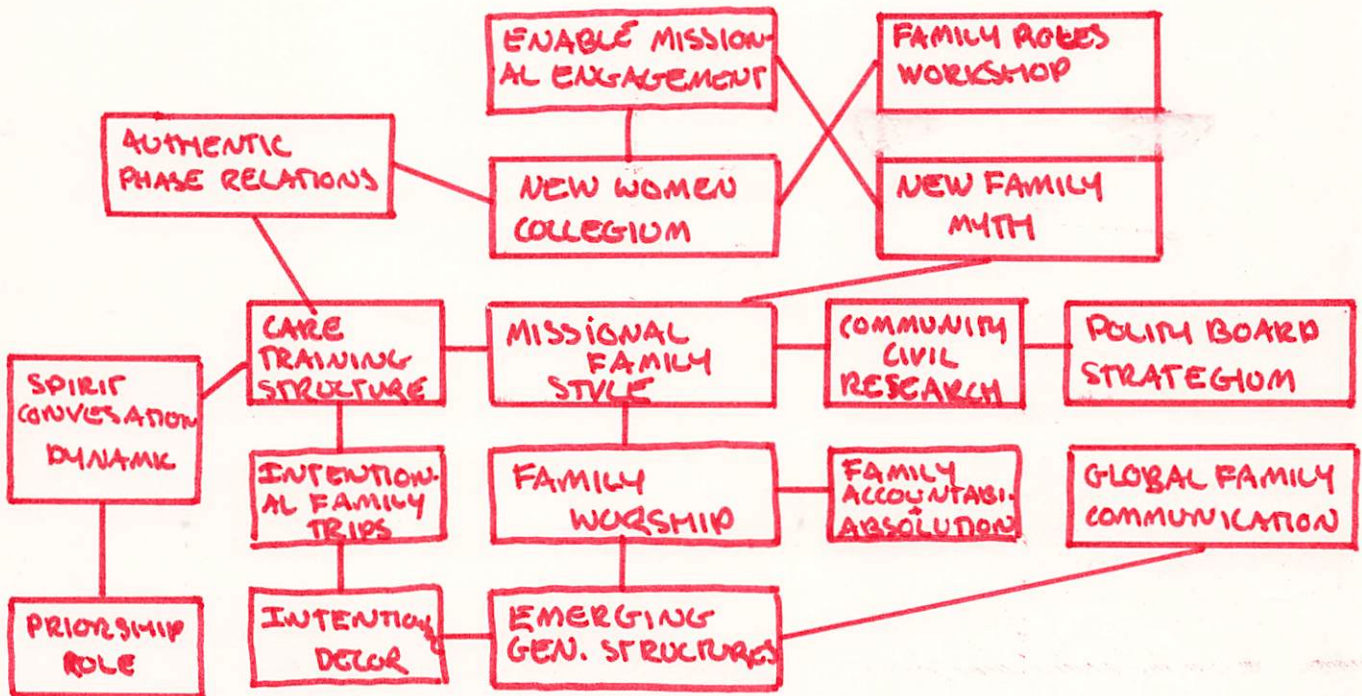 ENABLE MISSION-
AL ENGAGEMENT
FAMILY ROLES
WORKSHOP
AUTHENTIC
PHASE RELATIONS
NEW WOMEN
COLLEGIUM
NEW FAMILY
MYTH
SPIRIT
CONVESATION
DYNAMIC
CARE
TRAINING
STRUCTURE
MISSIONAL
FAMILY
STYLE
COMMUNITY
CIVIL
RESEARCH
POLITY BOARD
STRATEGIUM
INTENTION-
AL FAMILY
TRIPS
FAMILY
WORSHIP
FAMILY
ACCOUNTABI-
+
ABSOLUTION
GLOBAL FAMILY
COMMUNICATION
PRIORSHIP
ROLE
INTENTIONAL
DECOR
EMERGING
GEN. STRUCTURES